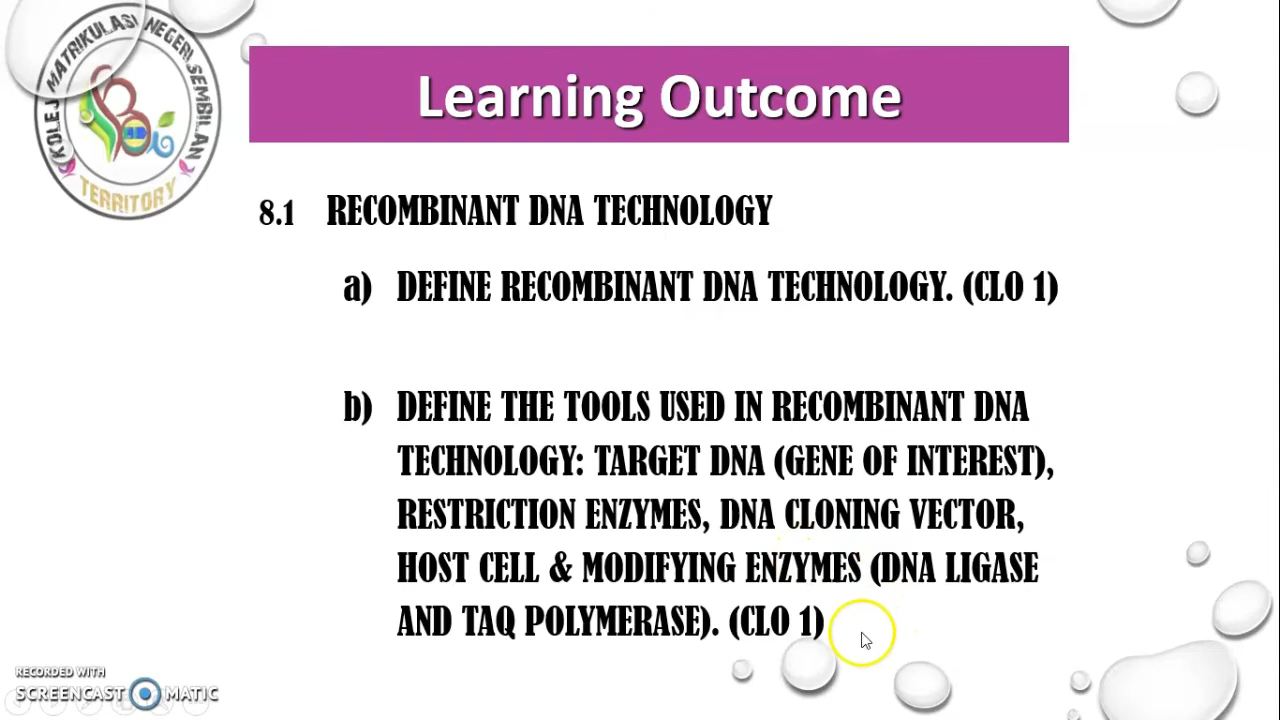 KOLEJ MATRIKULASI NEGERI SEMBILAN
TERRITORY
Learning Outcome
8.1 RECOMBINANT DNA TECHNOLOGY
a) DEFINE RECOMBINANT DNA TECHNOLOGY. (CLO 1)
b) DEFINE THE TOOLS USED IN RECOMBINANT DNA
TECHNOLOGY: TARGET DNA (GENE OF INTEREST),
RESTRICTION ENZYMES, DNA CLONING VECTOR,
HOST CELL & MODIFYING ENZYMES (DNA LIGASE
AND TAQ POLYMERASE). (CLO 1)
RECORDED WITH
SCREENCAST MATIC